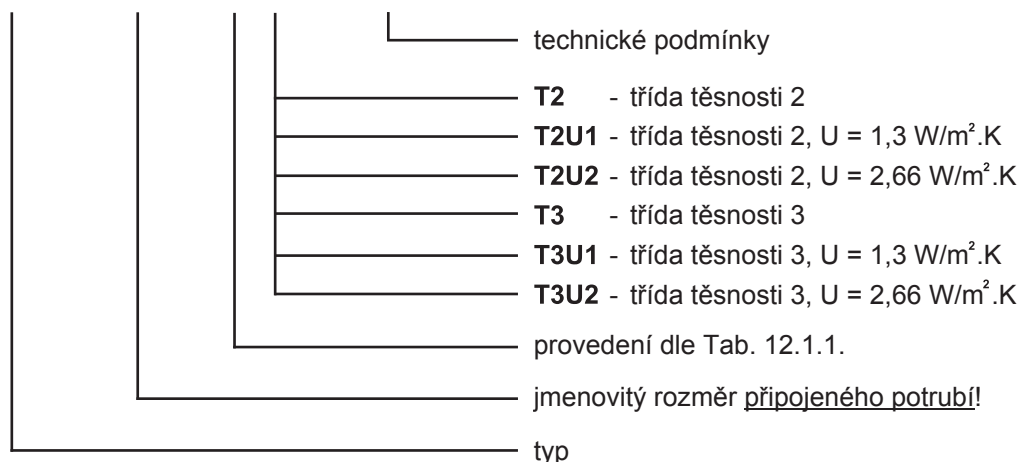 technické podmínky
T2 - třída těsnosti 2
T2U1 - třída těsnosti 2, U = 1,3 W/m².K
T2U2 - třída těsnosti 2, U = 2,66 W/m².K
T3 - třída těsnosti 3
T3U1 - třída těsnosti 3, U = 1,3 W/m².K
T3U2 - třída těsnosti 3, U = 2,66 W/m².K
provedení dle Tab. 12.1.1.
jmenovitý rozměr připojeného potrubí!
typ